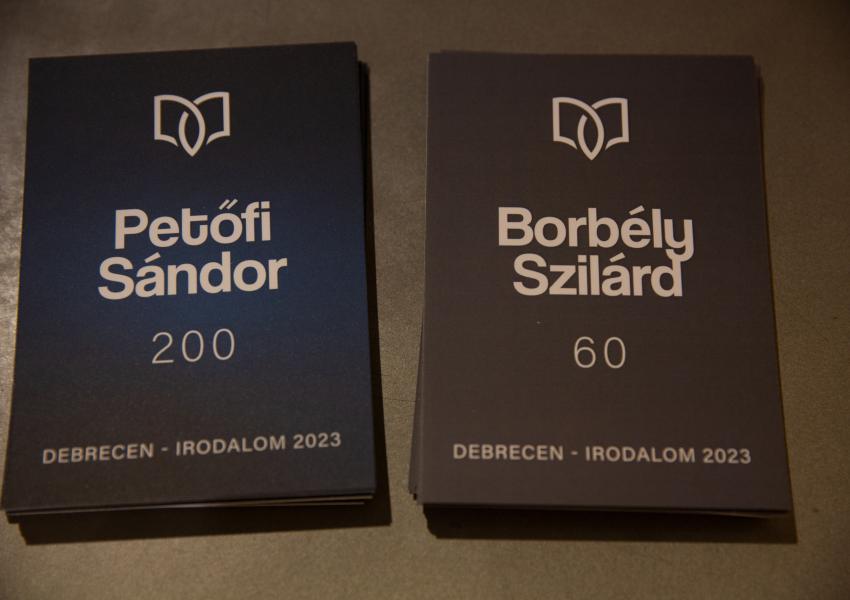 Petőfi
Sándor
200
DEBRECEN - IRODALOM 2023
Borbély
Szilárd
60
DEBRECEN - IRODALOM 2023